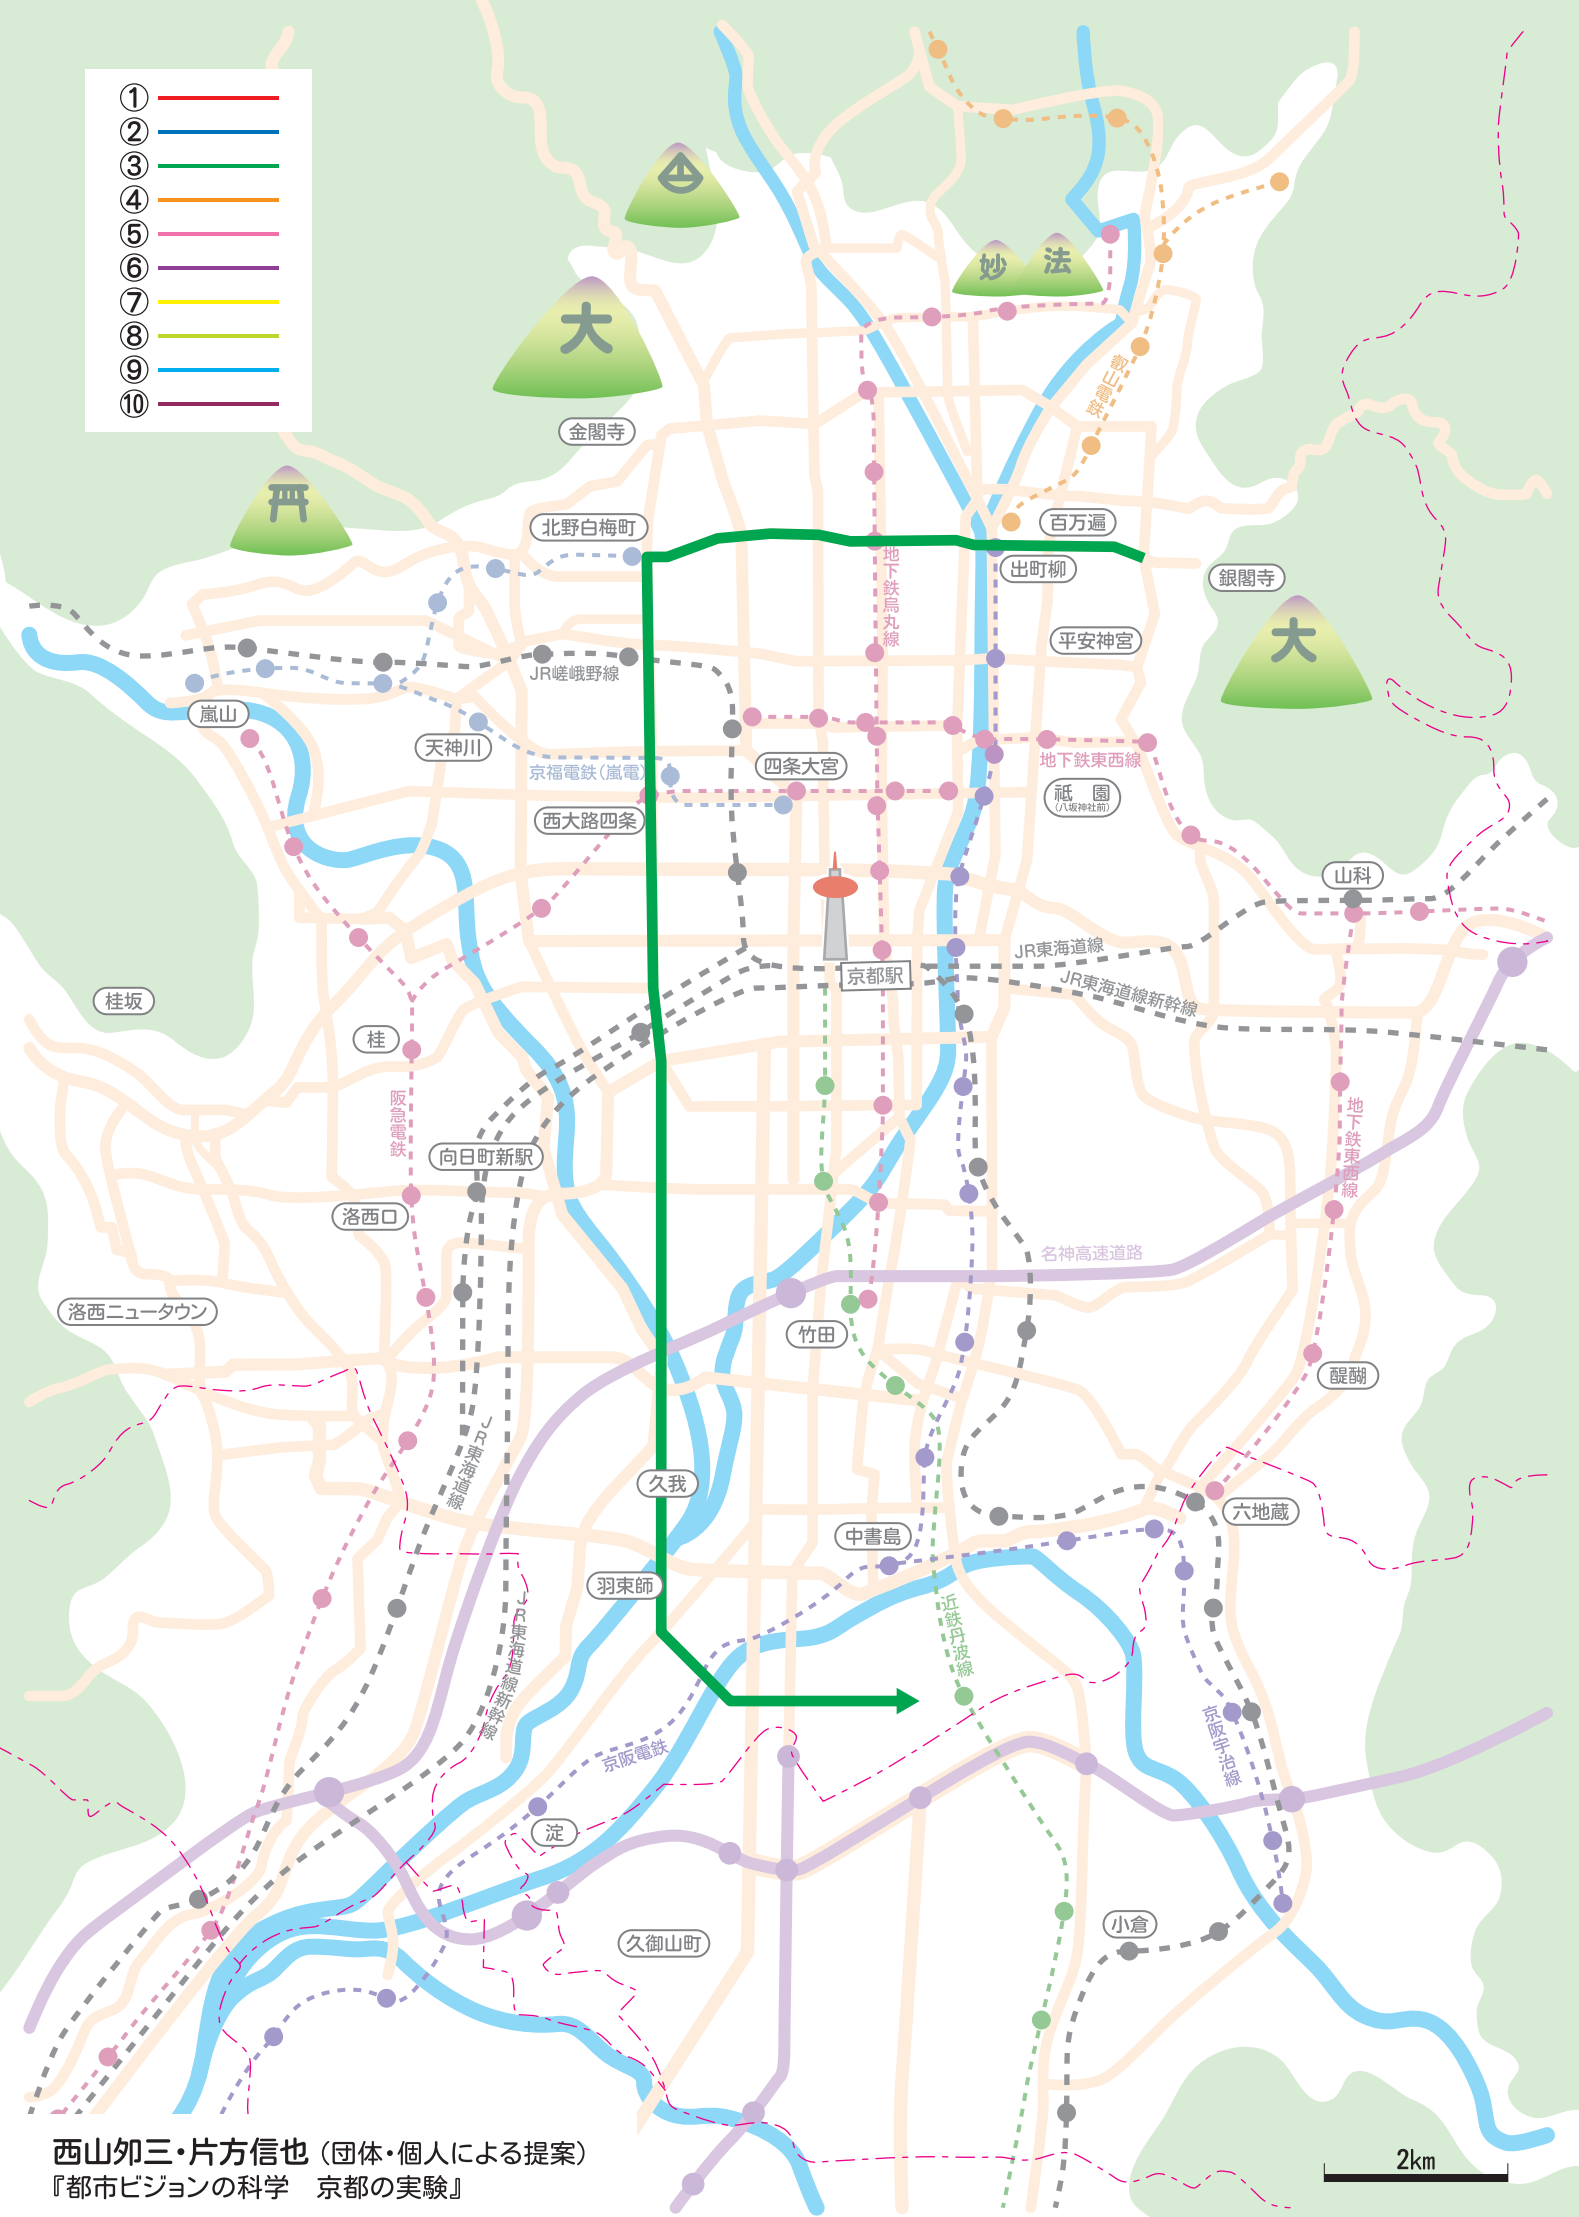 ①
②
③
④
⑤
⑥
⑦
⑧
⑨
⑩
大
妙
法
金閣寺
叡山電鉄
北野白梅町
百万遍
出町柳
銀閣寺
大
地下鉄烏丸線
平安神宮
JR嵯峨野線
嵐山
天神川
京福電鉄(嵐電)
四条大宮
地下鉄東西線
祇園
(八坂神社前)
西大路四条
山科
JR東海道線
京都駅
JR東海道線新幹線
桂坂
桂
阪急電鉄
地下鉄東西線
向日町新駅
洛西口
名神高速道路
洛西ニュータウン
竹田
醍醐
JR東海道線
久我
六地蔵
中書島
羽束師
JR東海道線新幹線
近鉄丹波線
京阪宇治線
京阪電鉄
淀
小倉
久御山町
西山夘三・片方信也(団体・個人による提案)
『都市ビジョンの科学 京都の実験』
2km